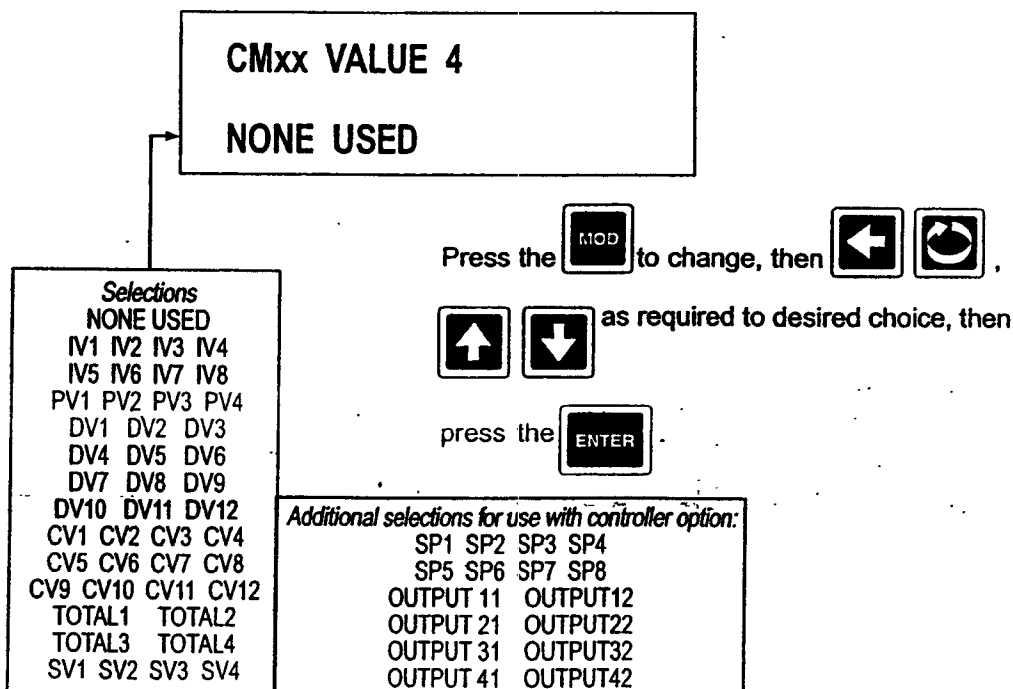 CMxx VALUE 4
NONE USED
Press the MOD to change, then ,
as required to desired choice, then
press the ENTER .
Selections
NONE USED
IV1 IV2 IV3 IV4
IV5 IV6 IV7 IV8
PV1 PV2 PV3 PV4
DV1 DV2 DV3
DV4 DV5 DV6
DV7 DV8 DV9
DV10 DV11 DV12
CV1 CV2 CV3 CV4
CV5 CV6 CV7 CV8
CV9 CV10 CV11 CV12
TOTAL1 TOTAL2
TOTAL3 TOTAL4
SV1 SV2 SV3 SV4
Additional selections for use with controller option:
SP1 SP2 SP3 SP4
SP5 SP6 SP7 SP8
OUTPUT 11 OUTPUT12
OUTPUT 21 OUTPUT22
OUTPUT 31 OUTPUT32
OUTPUT 41 OUTPUT42